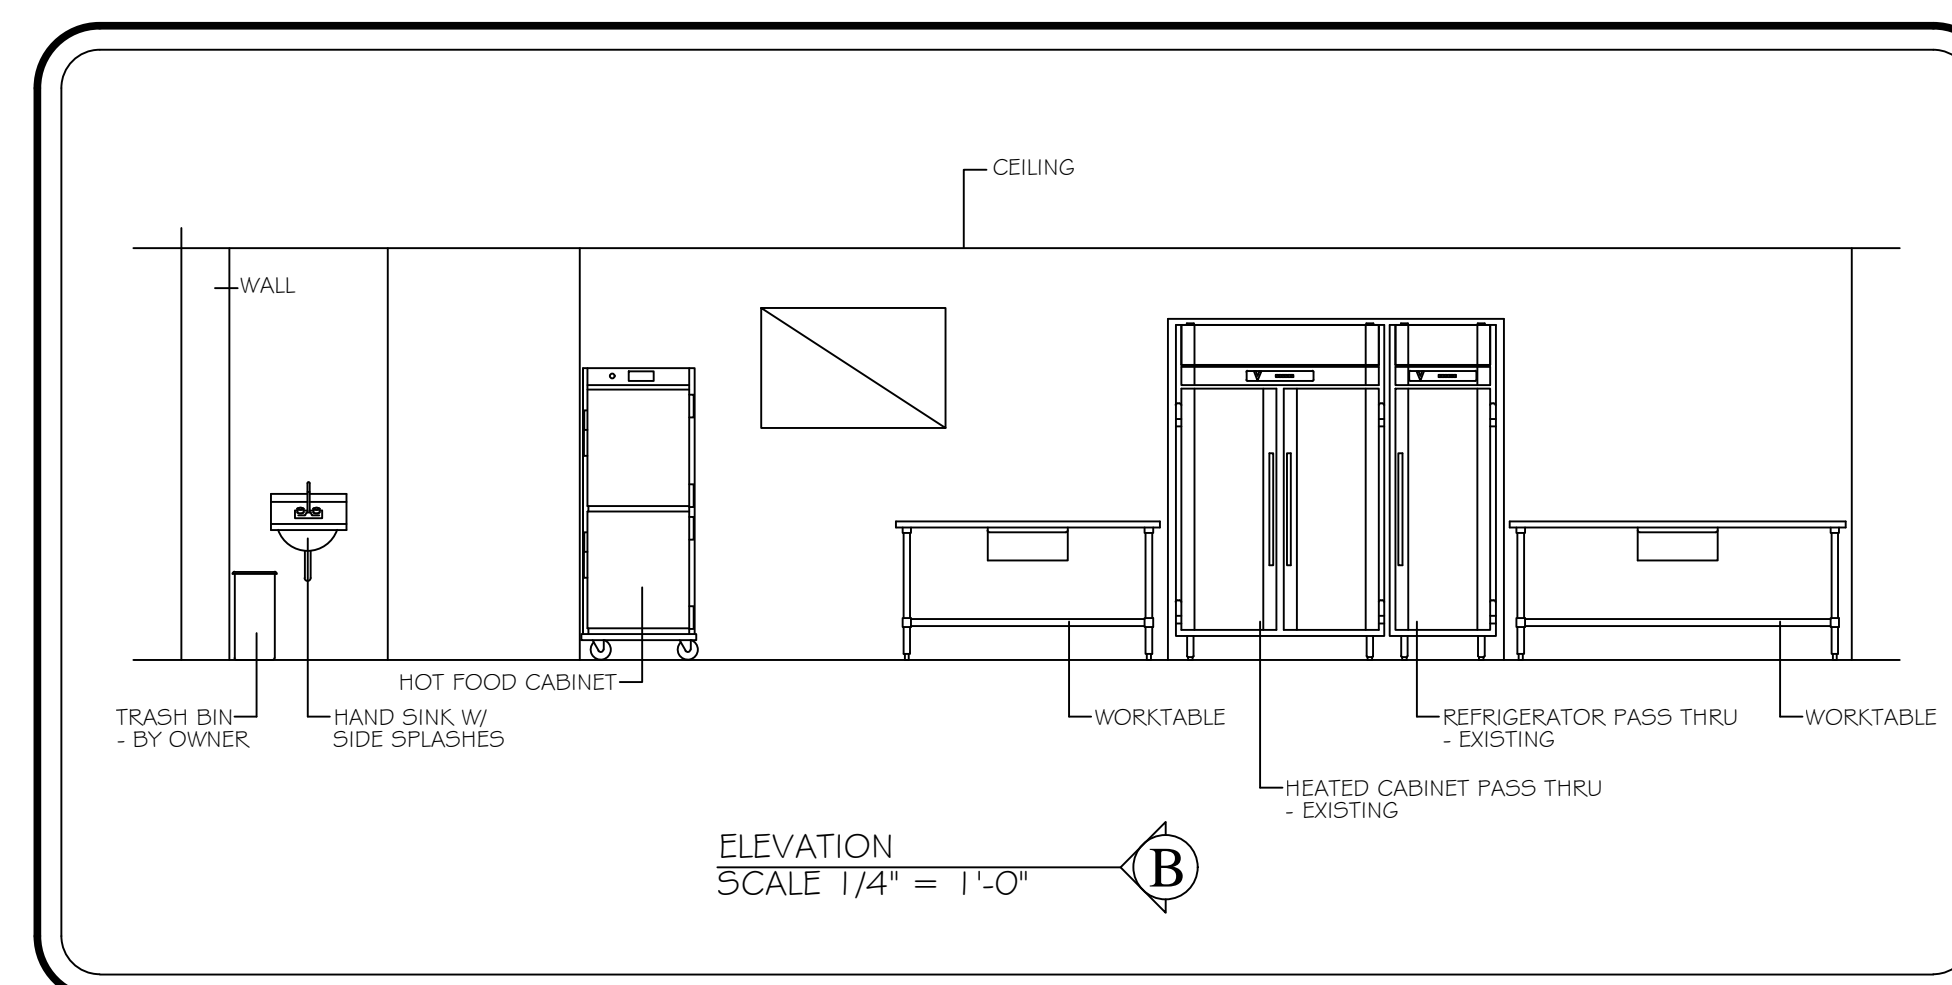 CEILING
WALL
HOT FOOD CABINET
TRASH BIN
- BY OWNER
HAND SINK W/
SIDE SPLASHES
WORKTABLE
REFRIGERATOR PASS THRU
- EXISTING
WORKTABLE
HEATED CABINET PASS THRU
- EXISTING
ELEVATION
SCALE 1/4" = 1'-0"
B